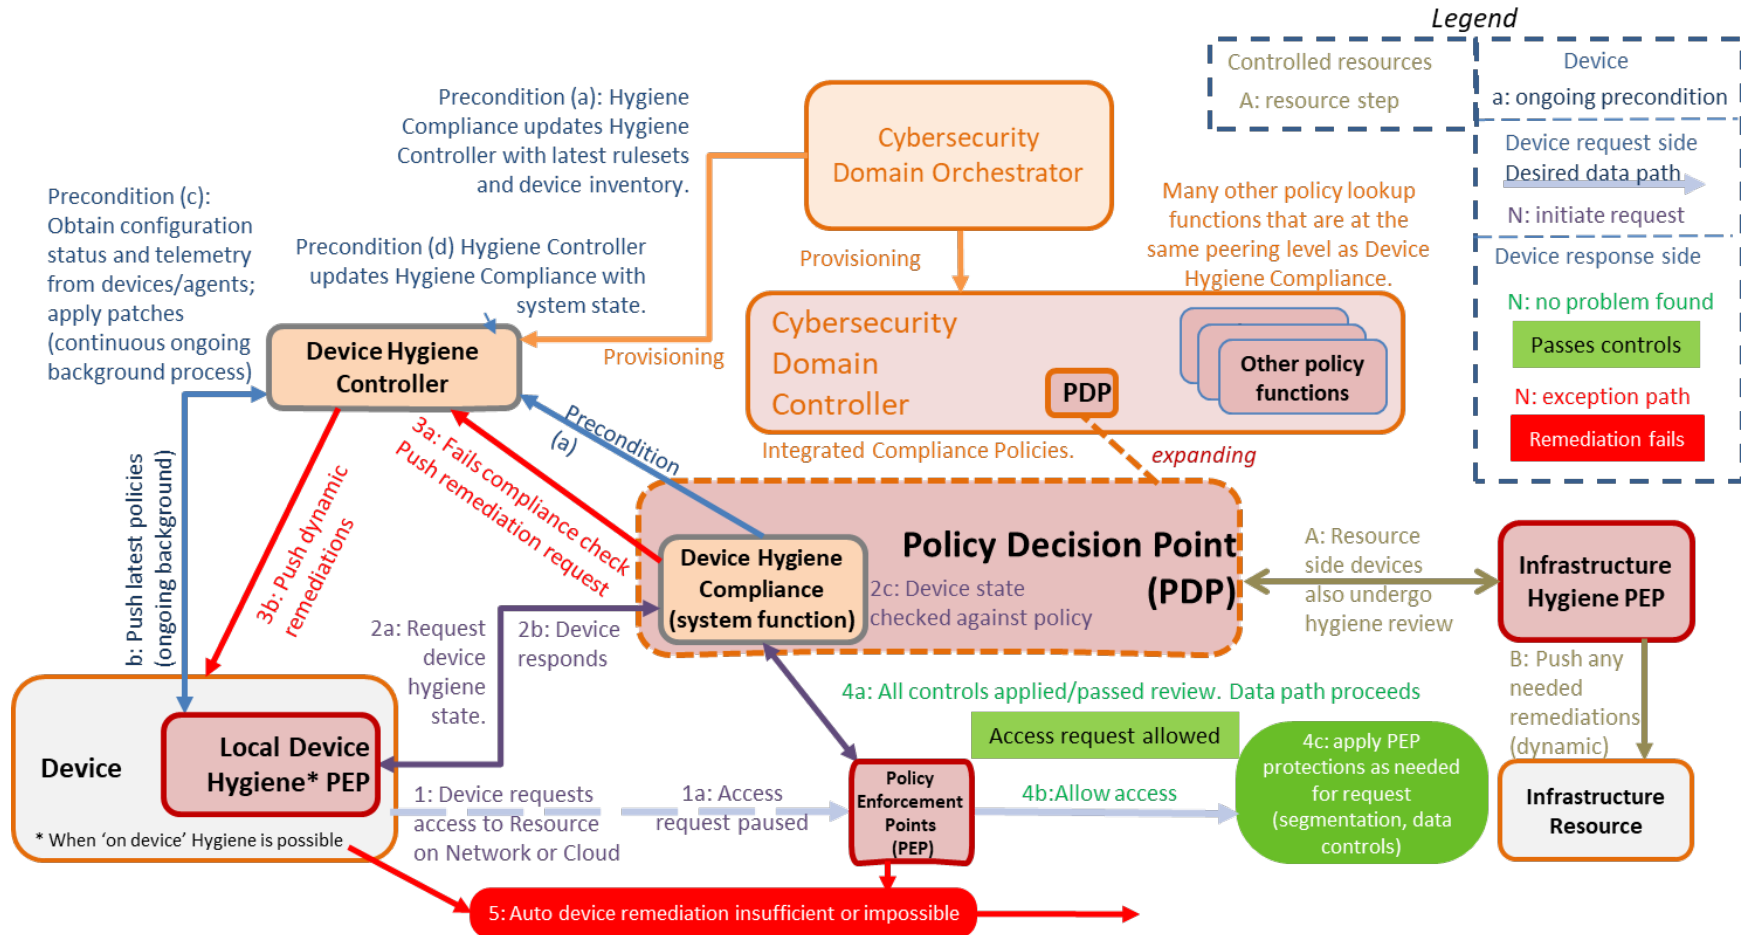 Legend
Controlled resources
A: resource step
Device
a: ongoing precondition
Device request side
Desired data path
N: initiate request
Device response side
N: no problem found
Passes controls
N: exception path
Remediation fails
Precondition (a): Hygiene
Compliance updates Hygiene
Controller with latest rulesets
and device inventory.
Cybersecurity
Domain Orchestrator
Precondition (c):
Obtain configuration
status and telemetry
from devices/agents;
apply patches
(continuous ongoing
background process)
Precondition (d) Hygiene Controller
updates Hygiene Compliance with
system state.
Provisioning
Many other policy lookup
functions that are at the
same peering level as Device
Hygiene Compliance.
Device Hygiene
Controller
Provisioning
Cybersecurity
Domain
Controller
PDP
Other policy
functions
Integrated Compliance Policies.
expanding
Precondition
(a)
3a: Fails compliance check
Push remediation request
3b: Push dynamic
remediations
b: Push latest policies
(ongoing background)
Policy Decision Point
(PDP)
Device Hygiene
Compliance
(system function)
2c: Device state
checked against policy
A: Resource
side devices
also undergo
hygiene review
Infrastructure
Hygiene PEP
2a: Request
device
hygiene
state.
2b: Device
responds
B: Push any
needed
remediations
(dynamic)
4a: All controls applied/passed review. Data path proceeds
Access request allowed
Device
Local Device
Hygiene* PEP
* When ‘on device’ Hygiene is possible
1: Device requests
access to Resource
on Network or Cloud
1a: Access
request paused
Policy
Enforcement
Points
(PEP)
4b:Allow access
4c: apply PEP
protections as needed
for request
(segmentation, data
controls)
Infrastructure
Resource
5: Auto device remediation insufficient or impossible